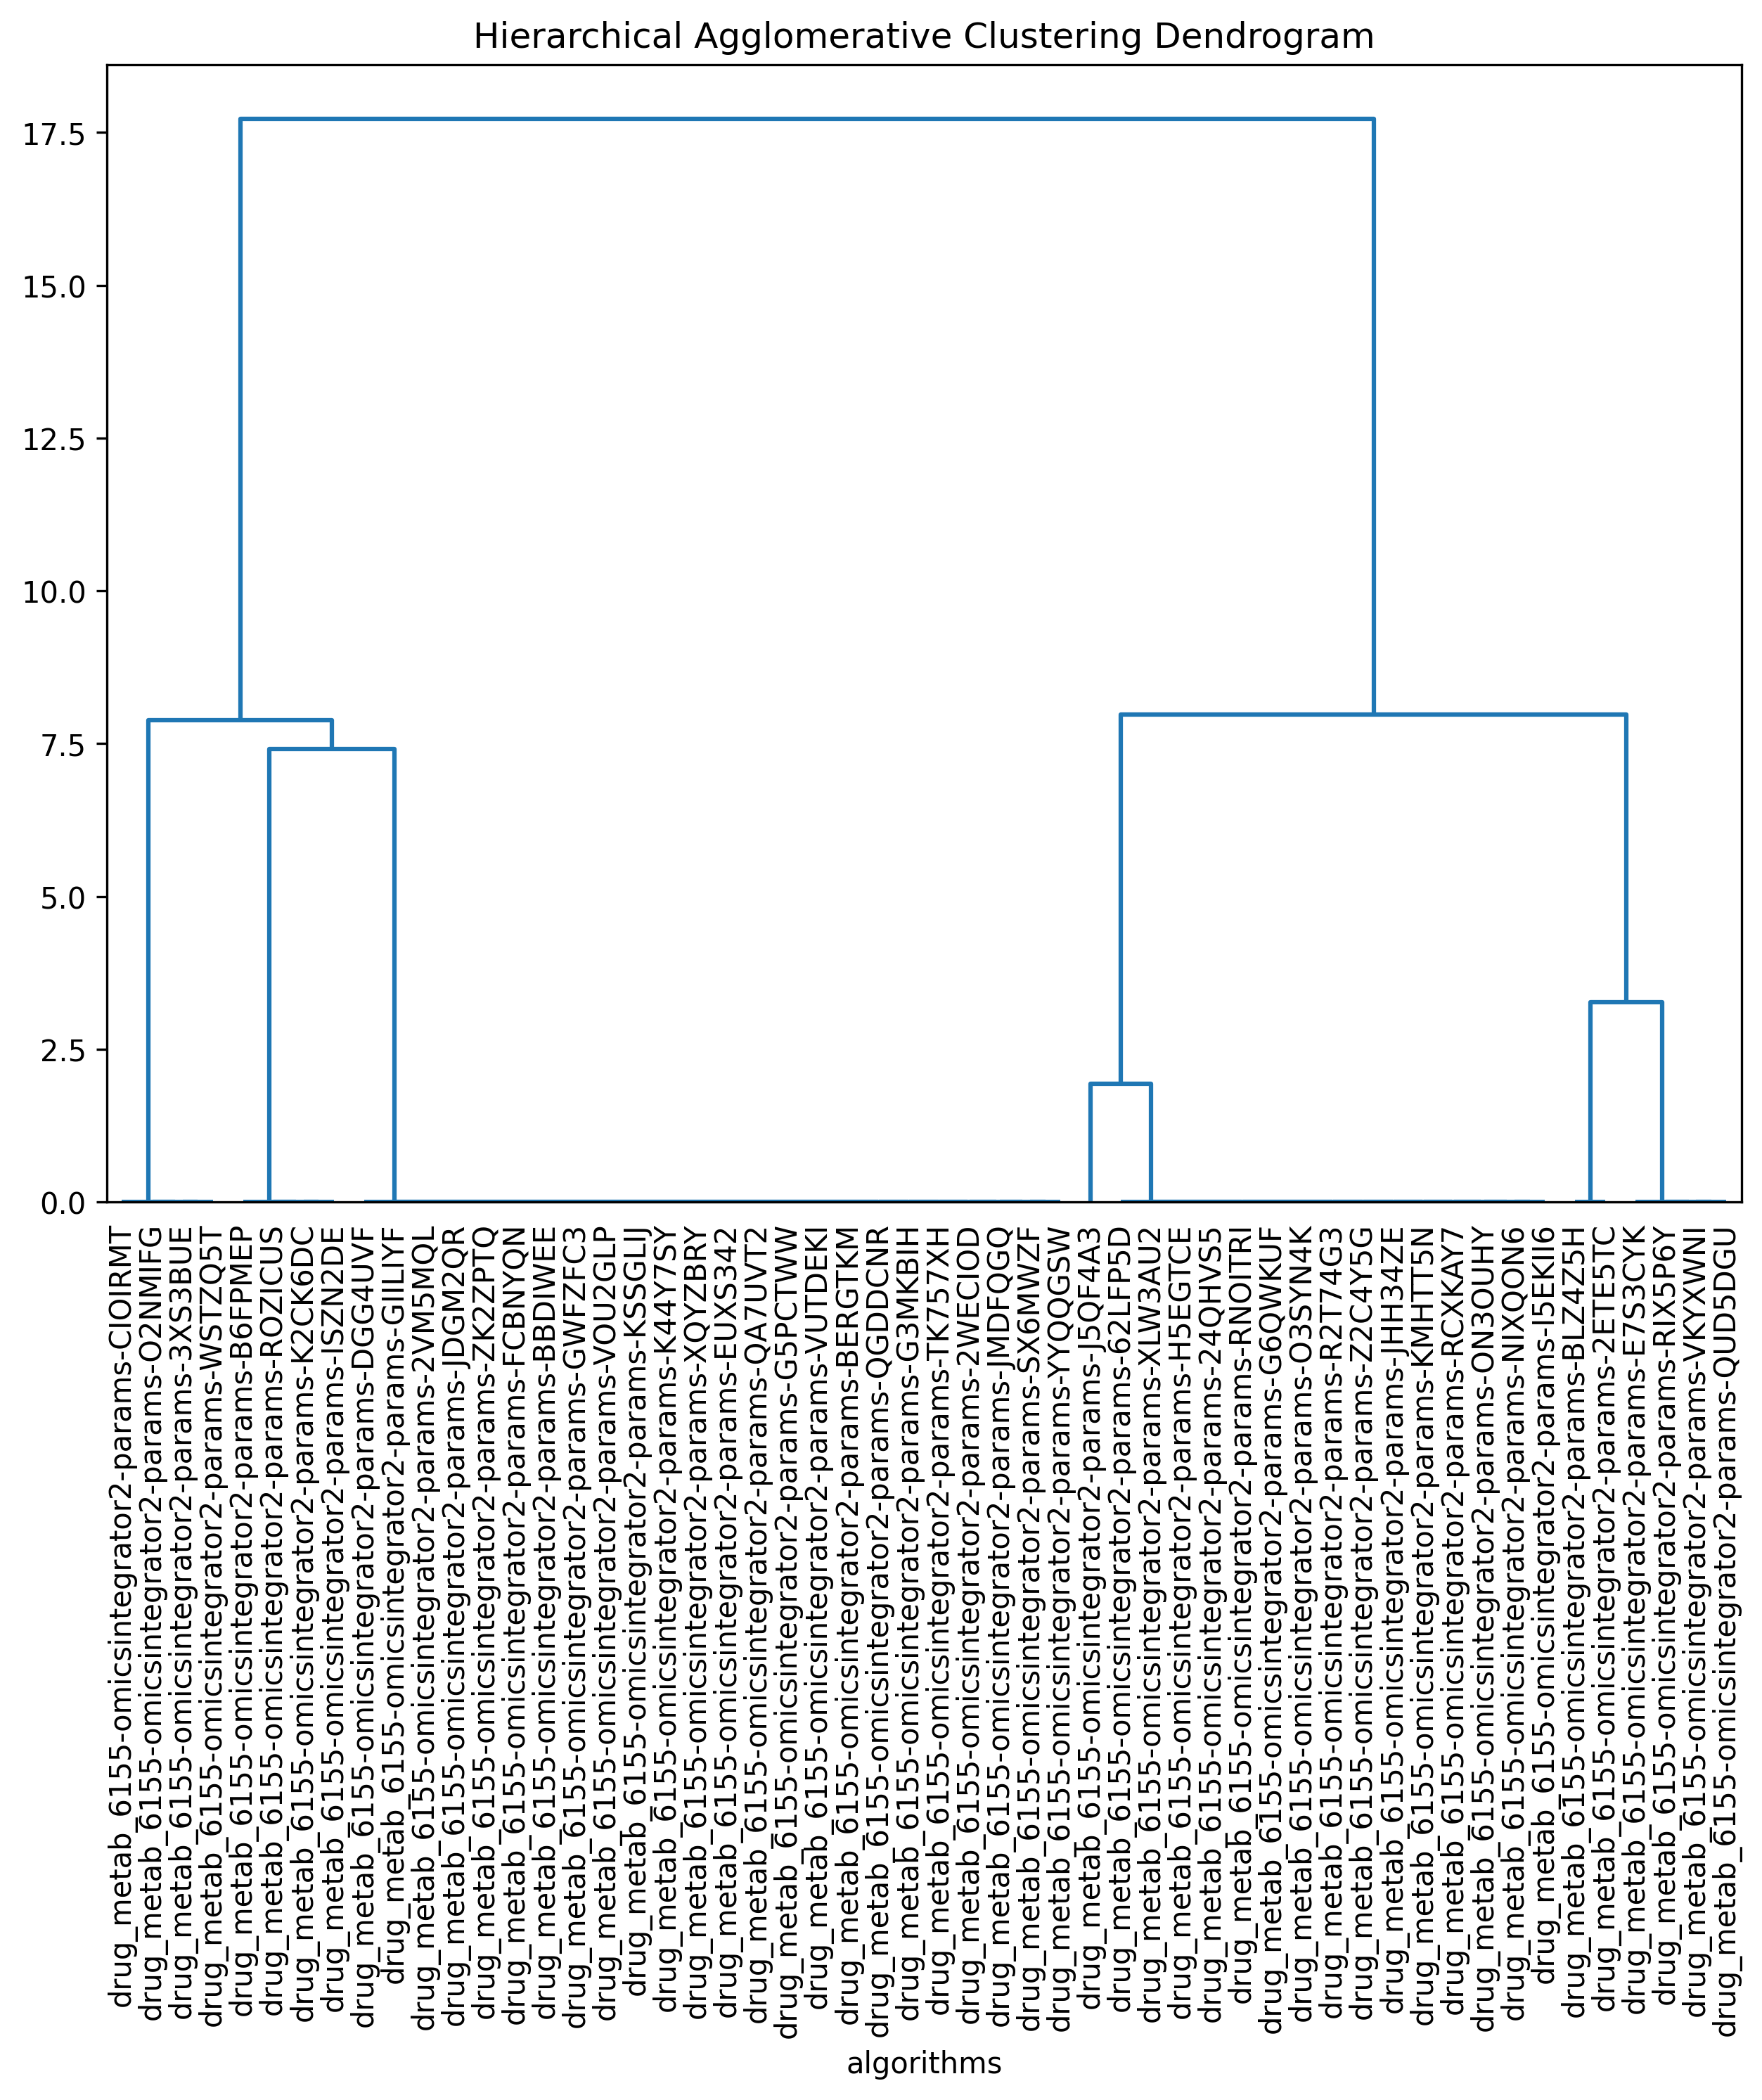 Hierarchical Agglomerative Clustering Dendrogram
17.5
15.0
12.5
10.0
7.5
5.0
2.5
0.0
drug_metab_6155-omicsintegrator2-params-CIOIRMT
drug_metab_6155-omicsintegrator2-params-O2NMIFG
drug_metab_6155-omicsintegrator2-params-3XS3BUE
drug_metab_6155-omicsintegrator2-params-WSTZQ5T
drug_metab_6155-omicsintegrator2-params-B6FPMEP
drug_metab_6155-omicsintegrator2-params-ROZICUS
drug_metab_6155-omicsintegrator2-params-K2CK6DC
drug_metab_6155-omicsintegrator2-params-ISZN2DE
drug_metab_6155-omicsintegrator2-params-DGG4UVF
drug_metab_6155-omicsintegrator2-params-GIILIYF
drug_metab_6155-omicsintegrator2-params-2VM5MQL
drug_metab_6155-omicsintegrator2-params-JDGM2QR
drug_metab_6155-omicsintegrator2-params-ZK2ZPTQ
drug_metab_6155-omicsintegrator2-params-FCBNYQN
drug_metab_6155-omicsintegrator2-params-BBDIWEE
drug_metab_6155-omicsintegrator2-params-GWFZFC3
drug_metab_6155-omicsintegrator2-params-VOU2GLP
drug_metab_6155-omicsintegrator2-params-KSSGLIJ
drug_metab_6155-omicsintegrator2-params-K44Y7SY
drug_metab_6155-omicsintegrator2-params-XQYZBRY
drug_metab_6155-omicsintegrator2-params-EUXS342
drug_metab_6155-omicsintegrator2-params-QA7UVT2
drug_metab_6155-omicsintegrator2-params-G5PCTWW
drug_metab_6155-omicsintegrator2-params-VUTDEKI
drug_metab_6155-omicsintegrator2-params-BERGTKM
drug_metab_6155-omicsintegrator2-params-QGDDCNR
drug_metab_6155-omicsintegrator2-params-G3MKBIH
drug_metab_6155-omicsintegrator2-params-TK757XH
drug_metab_6155-omicsintegrator2-params-2WECIOD
drug_metab_6155-omicsintegrator2-params-JMDFQGQ
drug_metab_6155-omicsintegrator2-params-SX6MWZF
drug_metab_6155-omicsintegrator2-params-YYQQGSW
drug_metab_6155-omicsintegrator2-params-J5QF4A3
drug_metab_6155-omicsintegrator2-params-62LFP5D
drug_metab_6155-omicsintegrator2-params-XLW3AU2
drug_metab_6155-omicsintegrator2-params-H5EGTCE
drug_metab_6155-omicsintegrator2-params-24QHVS5
drug_metab_6155-omicsintegrator2-params-RNOITRI
drug_metab_6155-omicsintegrator2-params-G6QWKUF
drug_metab_6155-omicsintegrator2-params-O3SYN4K
drug_metab_6155-omicsintegrator2-params-R2T74G3
drug_metab_6155-omicsintegrator2-params-Z2C4Y5G
drug_metab_6155-omicsintegrator2-params-JHH34ZE
drug_metab_6155-omicsintegrator2-params-KMHTT5N
drug_metab_6155-omicsintegrator2-params-RCXKAY7
drug_metab_6155-omicsintegrator2-params-ON3OUHY
drug_metab_6155-omicsintegrator2-params-NIXQON6
drug_metab_6155-omicsintegrator2-params-I5EKII6
drug_metab_6155-omicsintegrator2-params-BLZ4Z5H
drug_metab_6155-omicsintegrator2-params-2ETE5TC
drug_metab_6155-omicsintegrator2-params-E7S3CYK
drug_metab_6155-omicsintegrator2-params-RIX5P6Y
drug_metab_6155-omicsintegrator2-params-VKYXWNI
drug_metab_6155-omicsintegrator2-params-QUD5DGU
algorithms